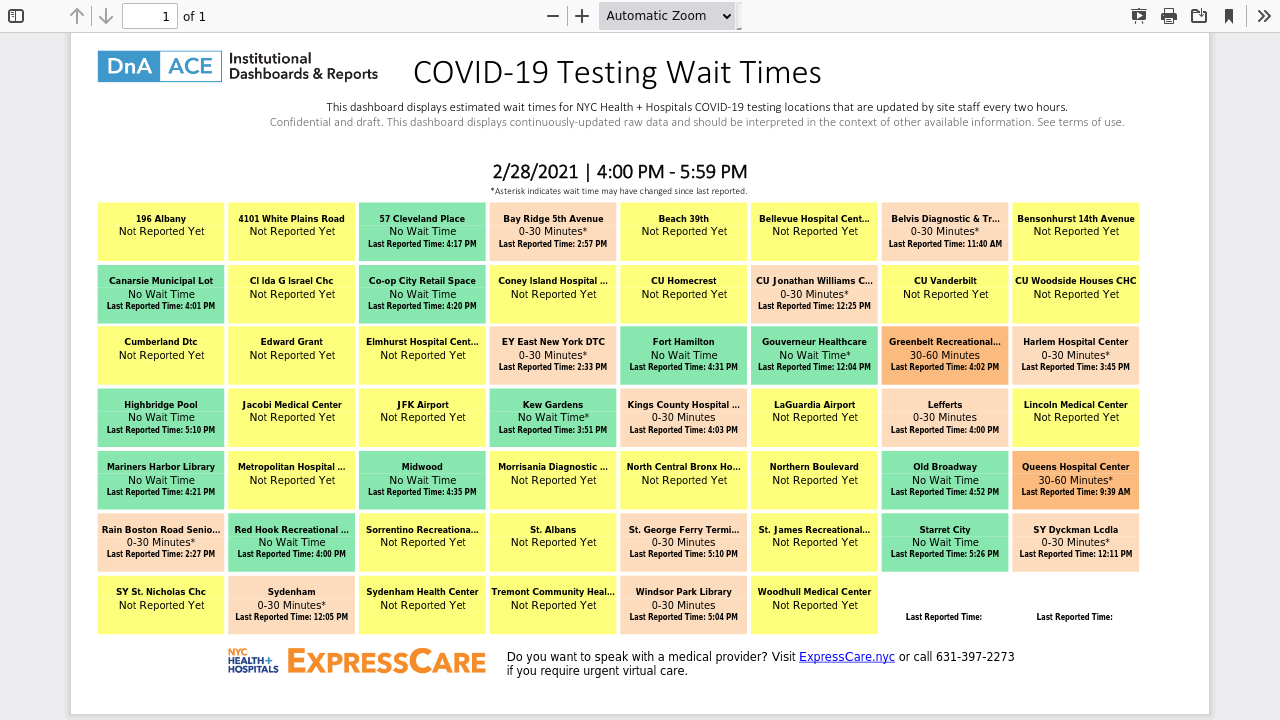 1 of 1
Automatic Zoom
DnA ACE Institutional Dashboards & Reports
COVID-19 Testing Wait Times
This dashboard displays estimated wait times for NYC Health + Hospitals COVID-19 testing locations that are updated by site staff every two hours.
Confidential and draft. This dashboard displays continuously-updated raw data and should be interpreted in the context of other available information. See terms of use.
2/28/2021 | 4:00 PM - 5:59 PM
*Asterisk indicates wait time may have changed since last reported.
196 Albany
Not Reported Yet
4101 White Plains Road
Not Reported Yet
57 Cleveland Place
No Wait Time
Last Reported Time: 4:17 PM
Bay Ridge 5th Avenue
0-30 Minutes*
Last Reported Time: 2:57 PM
Beach 39th
Not Reported Yet
Bellevue Hospital Cent...
Not Reported Yet
Belvis Diagnostic & Tr...
0-30 Minutes*
Last Reported Time: 11:40 AM
Bensonhurst 14th Avenue
Not Reported Yet
Canarsie Municipal Lot
No Wait Time
Last Reported Time: 4:01 PM
Cl Ida G Israel Chc
Not Reported Yet
Co-op City Retail Space
No Wait Time
Last Reported Time: 4:20 PM
Coney Island Hospital ...
Not Reported Yet
CU Homecrest
Not Reported Yet
CU Jonathan Williams C...
0-30 Minutes*
Last Reported Time: 12:25 PM
CU Vanderbilt
Not Reported Yet
CU Woodside Houses CHC
Not Reported Yet
Cumberland Dtc
Not Reported Yet
Edward Grant
Not Reported Yet
Elmhurst Hospital Cent...
Not Reported Yet
EY East New York DTC
0-30 Minutes*
Last Reported Time: 2:33 PM
Fort Hamilton
No Wait Time
Last Reported Time: 4:31 PM
Gouverneur Healthcare
No Wait Time*
Last Reported Time: 12:04 PM
Greenbelt Recreational...
30-60 Minutes
Last Reported Time: 4:02 PM
Harlem Hospital Center
0-30 Minutes*
Last Reported Time: 3:45 PM
Highbridge Pool
No Wait Time
Last Reported Time: 5:10 PM
Jacobi Medical Center
Not Reported Yet
JFK Airport
Not Reported Yet
Kew Gardens
No Wait Time*
Last Reported Time: 3:51 PM
Kings County Hospital ...
0-30 Minutes
Last Reported Time: 4:03 PM
LaGuardia Airport
Not Reported Yet
Lefferts
0-30 Minutes
Last Reported Time: 4:00 PM
Lincoln Medical Center
Not Reported Yet
Mariners Harbor Library
No Wait Time
Last Reported Time: 4:21 PM
Metropolitan Hospital ...
Not Reported Yet
Midwood
No Wait Time
Last Reported Time: 4:35 PM
Morrisania Diagnostic ...
Not Reported Yet
North Central Bronx Ho...
Not Reported Yet
Northern Boulevard
Not Reported Yet
Old Broadway
No Wait Time
Last Reported Time: 4:52 PM
Queens Hospital Center
30-60 Minutes*
Last Reported Time: 9:39 AM
Rain Boston Road Senio...
0-30 Minutes*
Last Reported Time: 2:27 PM
Red Hook Recreational ...
No Wait Time
Last Reported Time: 4:00 PM
Sorrentino Recreationa...
Not Reported Yet
St. Albans
Not Reported Yet
St. George Ferry Termi...
0-30 Minutes
Last Reported Time: 5:10 PM
St. James Recreational...
Not Reported Yet
Starret City
No Wait Time
Last Reported Time: 5:26 PM
SY Dyckman Lcdla
0-30 Minutes*
Last Reported Time: 12:11 PM
SY St. Nicholas Chc
Not Reported Yet
Sydenham
0-30 Minutes*
Last Reported Time: 12:05 PM
Sydenham Health Center
Not Reported Yet
Tremont Community Heal...
Not Reported Yet
Windsor Park Library
0-30 Minutes
Last Reported Time: 5:04 PM
Woodhull Medical Center
Not Reported Yet
Last Reported Time:
Last Reported Time:
NYC HEALTH+ HOSPITALS
EXPRESSCARE
Do you want to speak with a medical provider? Visit ExpressCare.nyc or call 631-397-2273
if you require urgent virtual care.